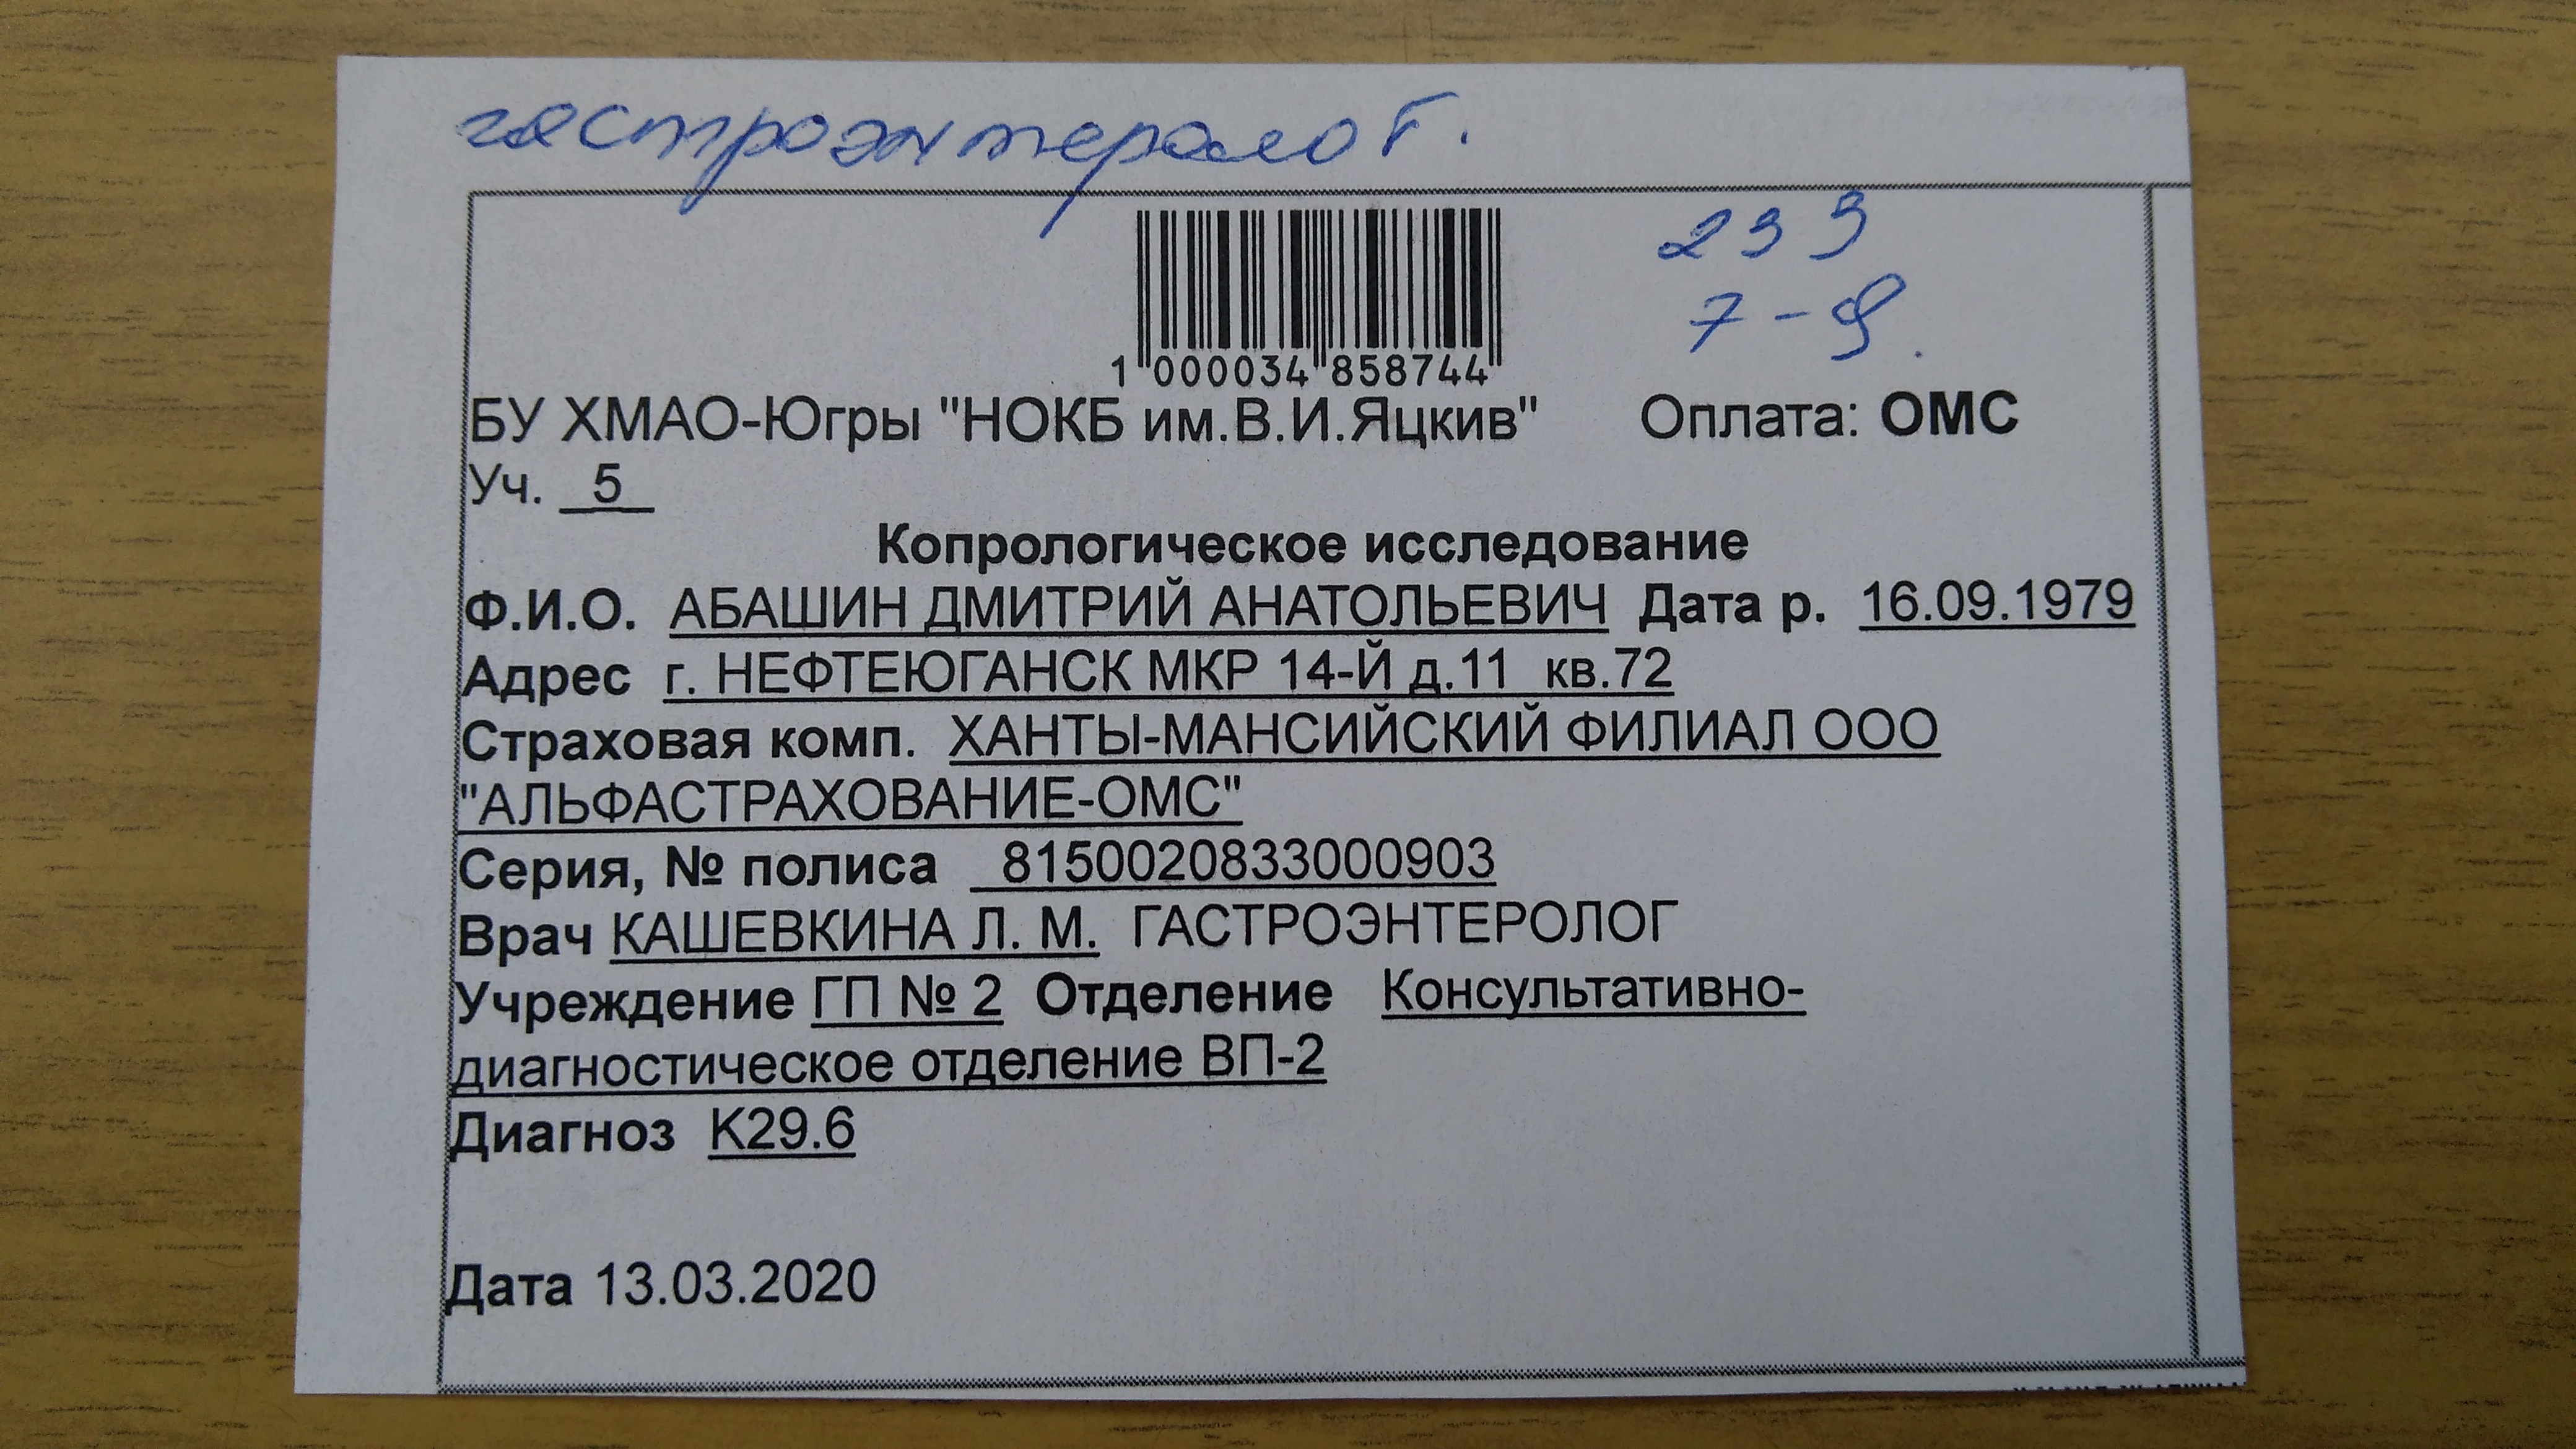 гастроэнтеролог.
233
7-9.
1 000034 858744
БУ ХМАО-Югры "НОКБ им.В.И.Яцкив" Оплата: ОМС
Уч. 5
Копрологическое исследование
Ф.И.О. АБАШИН ДМИТРИЙ АНАТОЛЬЕВИЧ Дата р. 16.09.1979
Адрес г. НЕФТЕЮГАНСК МКР 14-Й д.11 кв.72
Страховая комп. ХАНТЫ-МАНСИЙСКИЙ ФИЛИАЛ ООО
"АЛЬФАСТРАХОВАНИЕ-ОМС"
Серия, № полиса 8150020833000903
Врач КАШЕВКИНА Л. М. ГАСТРОЭНТЕРОЛОГ
Учреждение ГП № 2 Отделение Консультативно-
диагностическое отделение ВП-2
Диагноз K29.6
Дата 13.03.2020